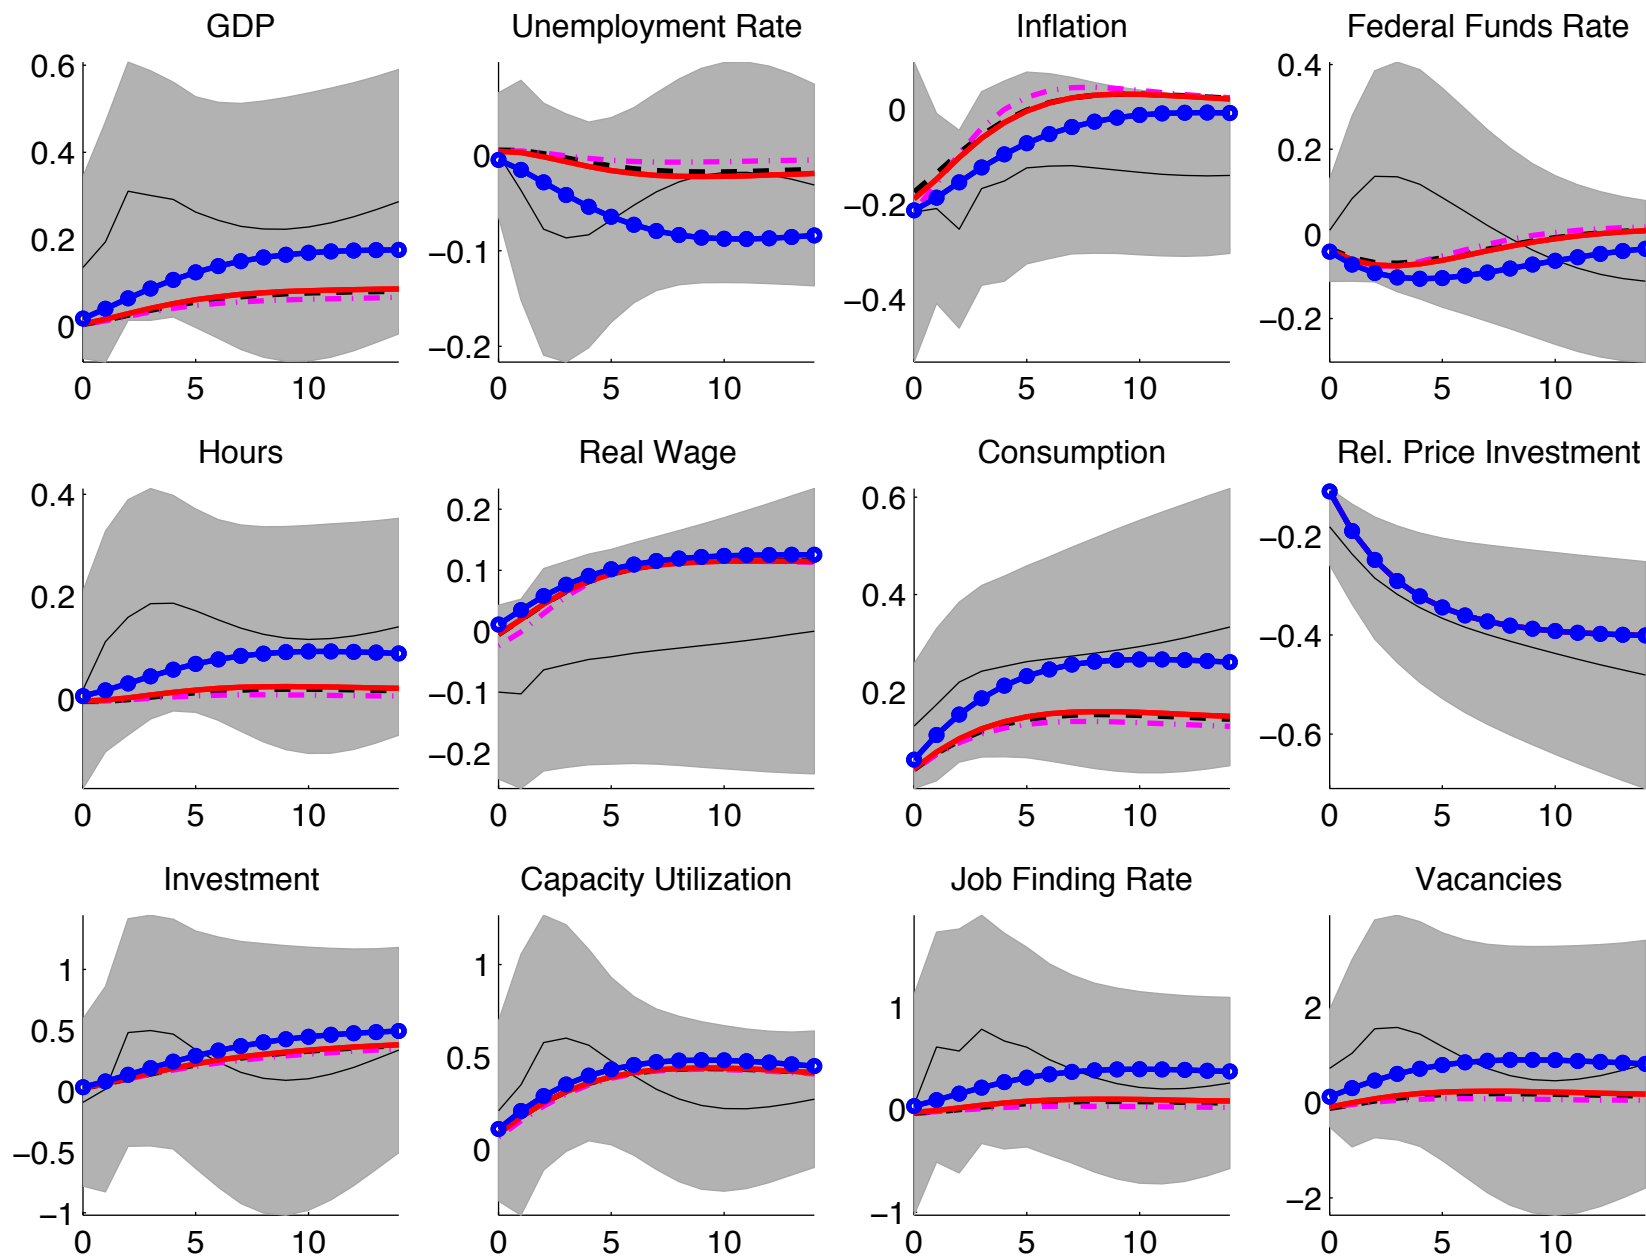 GDP
Unemployment Rate
Inflation
Federal Funds Rate
0.6
0.4
0.2
0
0 5 10
0
−0.1
−0.2
0 5 10
0
−0.2
−0.4
0 5 10
0.4
0.2
0
−0.2
0 5 10
Hours
Real Wage
Consumption
Rel. Price Investment
0.4
0.2
0
0 5 10
0.2
0.1
0
−0.1
−0.2
0 5 10
0.6
0.4
0.2
0 5 10
−0.2
−0.4
−0.6
0 5 10
Investment
Capacity Utilization
Job Finding Rate
Vacancies
1
0.5
0
−0.5
−1
0 5 10
1
0.5
0
0 5 10
1
0
−1
0 5 10
2
0
−2
0 5 10